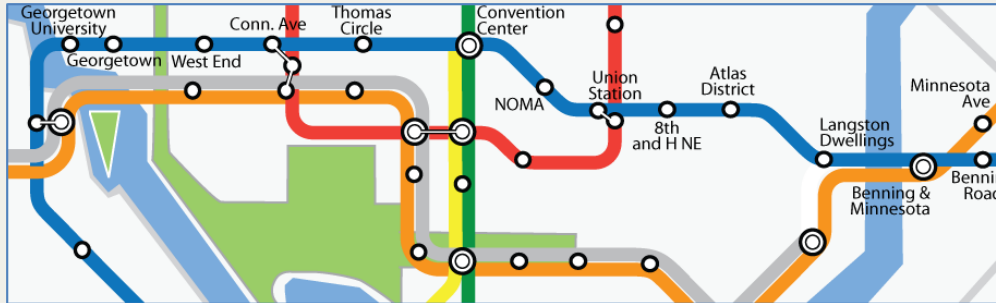 Georgetown
University
Georgetown
West End
Conn. Ave
Thomas
Circle
Convention
Center
NOMA
Union
Station
8th
and H NE
Atlas
District
Langston
Dwellings
Minnesota
Ave
Benning &
Minnesota
Bennin
Road